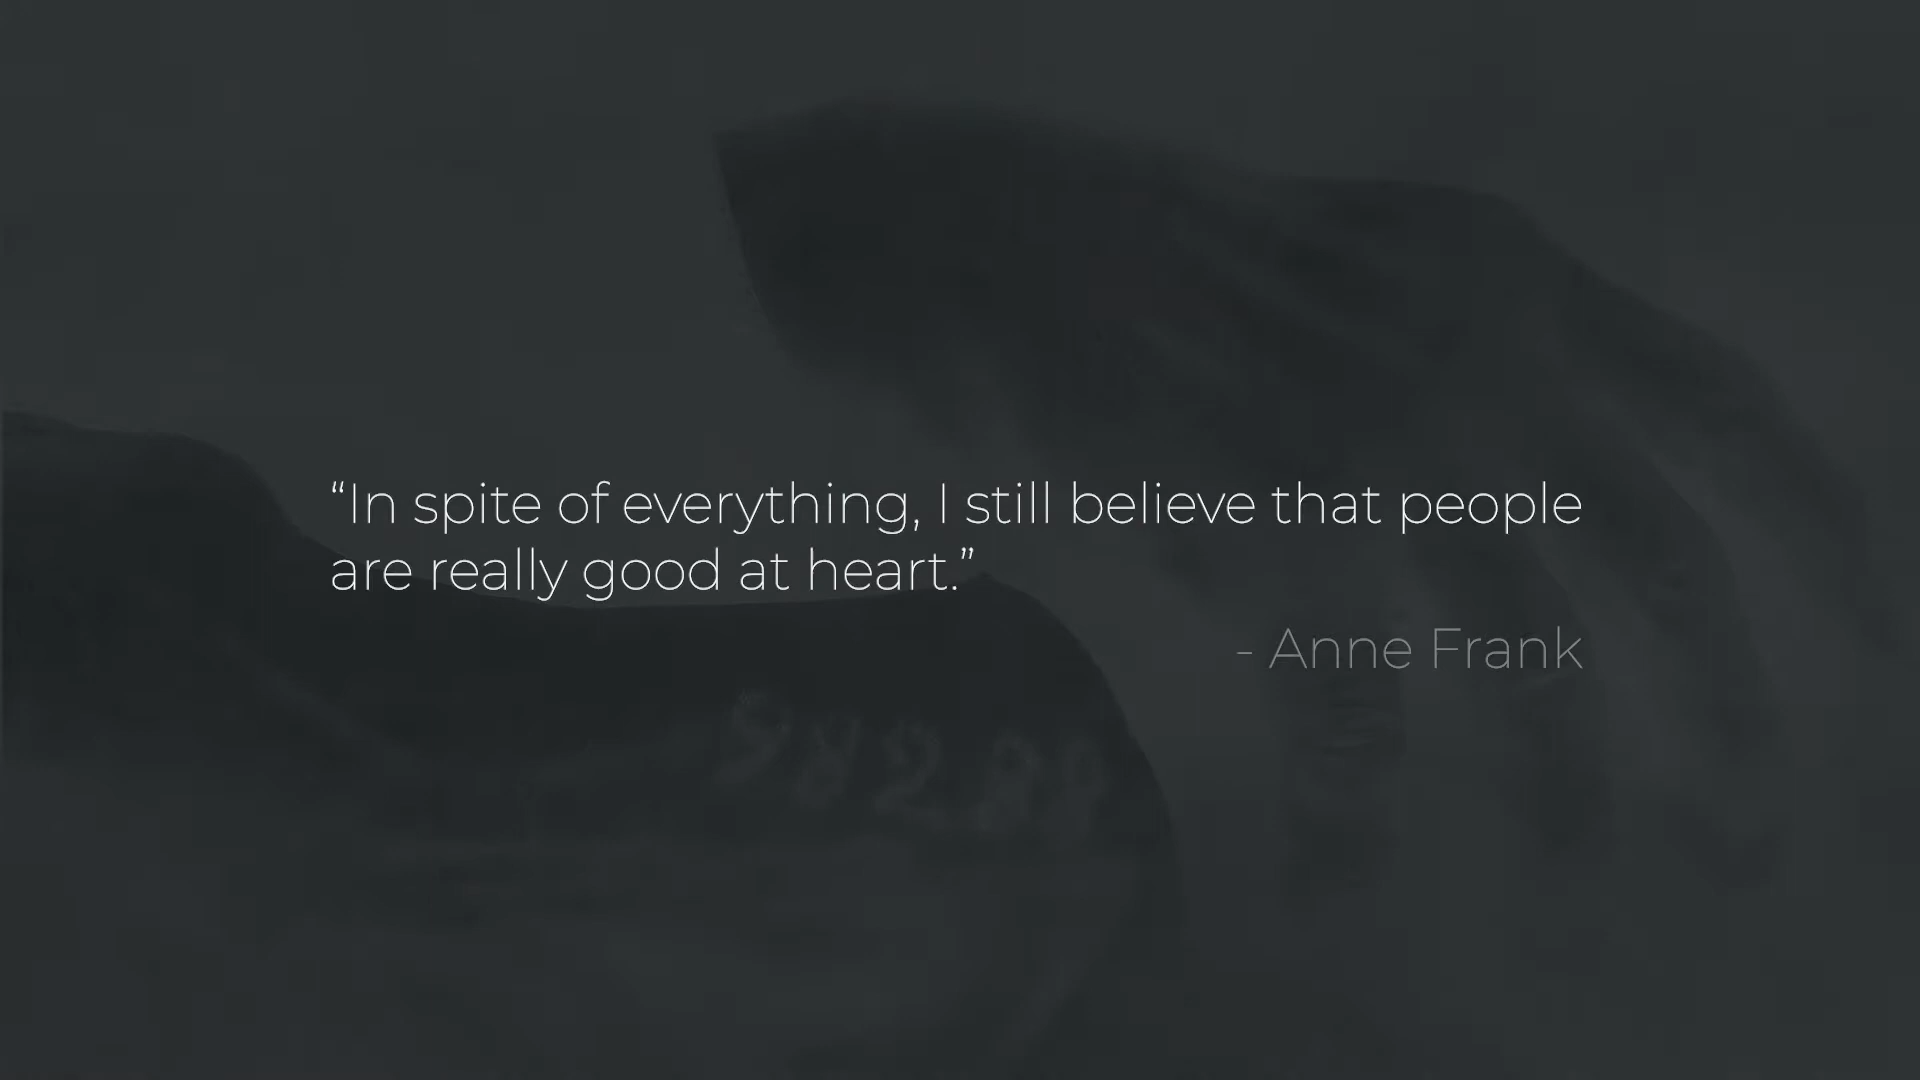 “In spite of everything, I still believe that people
are really good at heart.”
- Anne Frank